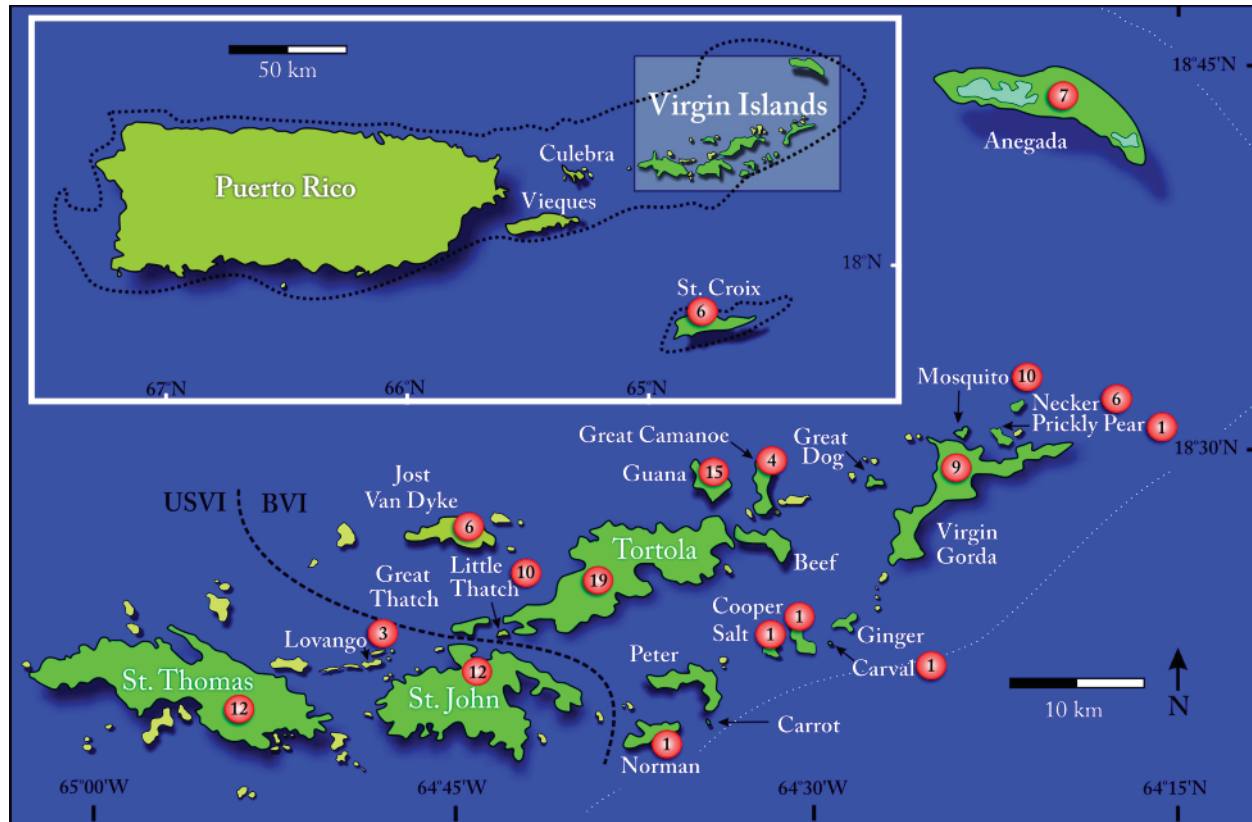 50 km
Virgin Islands
Culebra
Puerto Rico
Vieques
18°N
St. Croix
6
67°N
66°N
65°N
18°45'N
7
Anegada
Mosquito
10
Necker
6
Prickly Pear
1
18°30'N
Great Camanoe
4
Great
Dog
Guana
15
9
Virgin
Gorda
Jost
Van Dyke
6
USVI
BVI
Tortola
19
Beef
Little
Thatch
10
Great
Thatch
Cooper
1
Salt
1
Ginger
Carval
1
Lovango
3
Peter
St. Thomas
12
St. John
12
Carrot
Norman
1
10 km
N
65°00'W
64°45'W
64°30'W
64°15'W